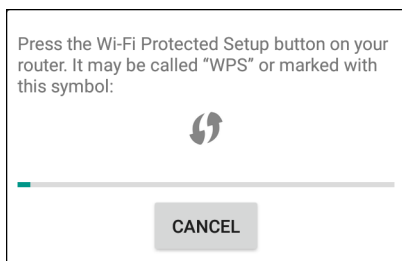 Press the Wi-Fi Protected Setup button on your
router. It may be called “WPS” or marked with
this symbol:
CANCEL